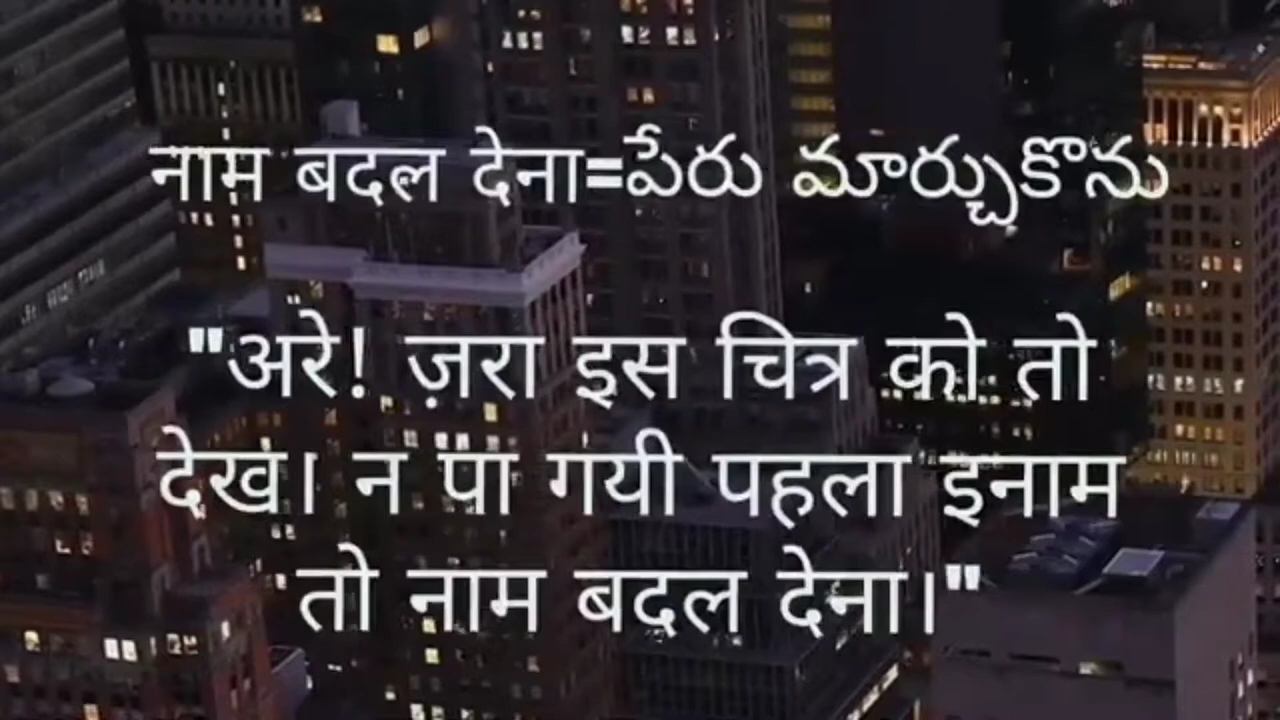 नाम बदल देना=పేరు మార్చుకొను
"अरे! ज़रा इस चित्र को तो
देख। न पा गयी पहला इनाम
तो नाम बदल देना।"